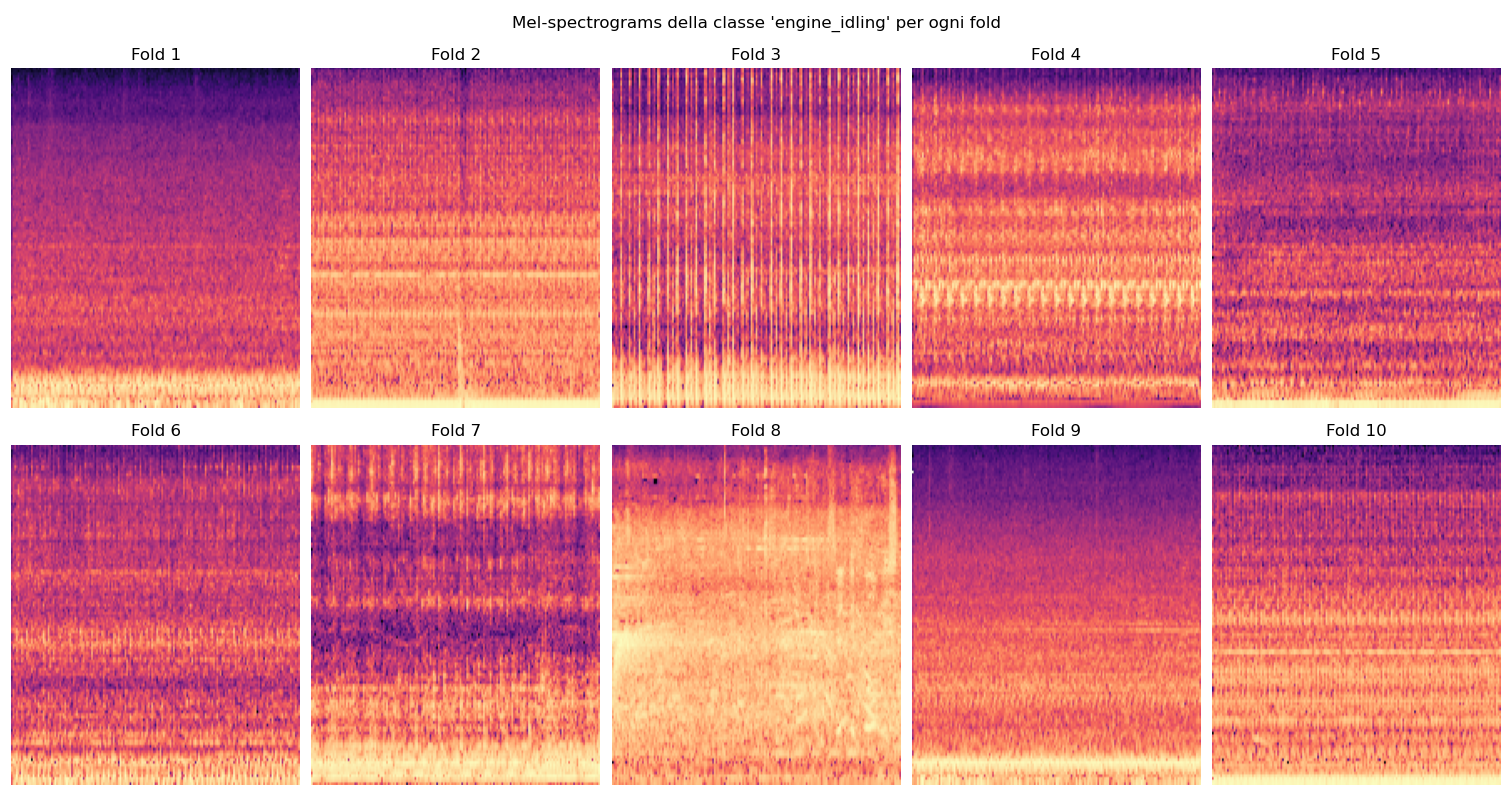 Mel-spectrograms della classe 'engine_idling' per ogni fold
Fold 1
Fold 2
Fold 3
Fold 4
Fold 5
Fold 6
Fold 7
Fold 8
Fold 9
Fold 10